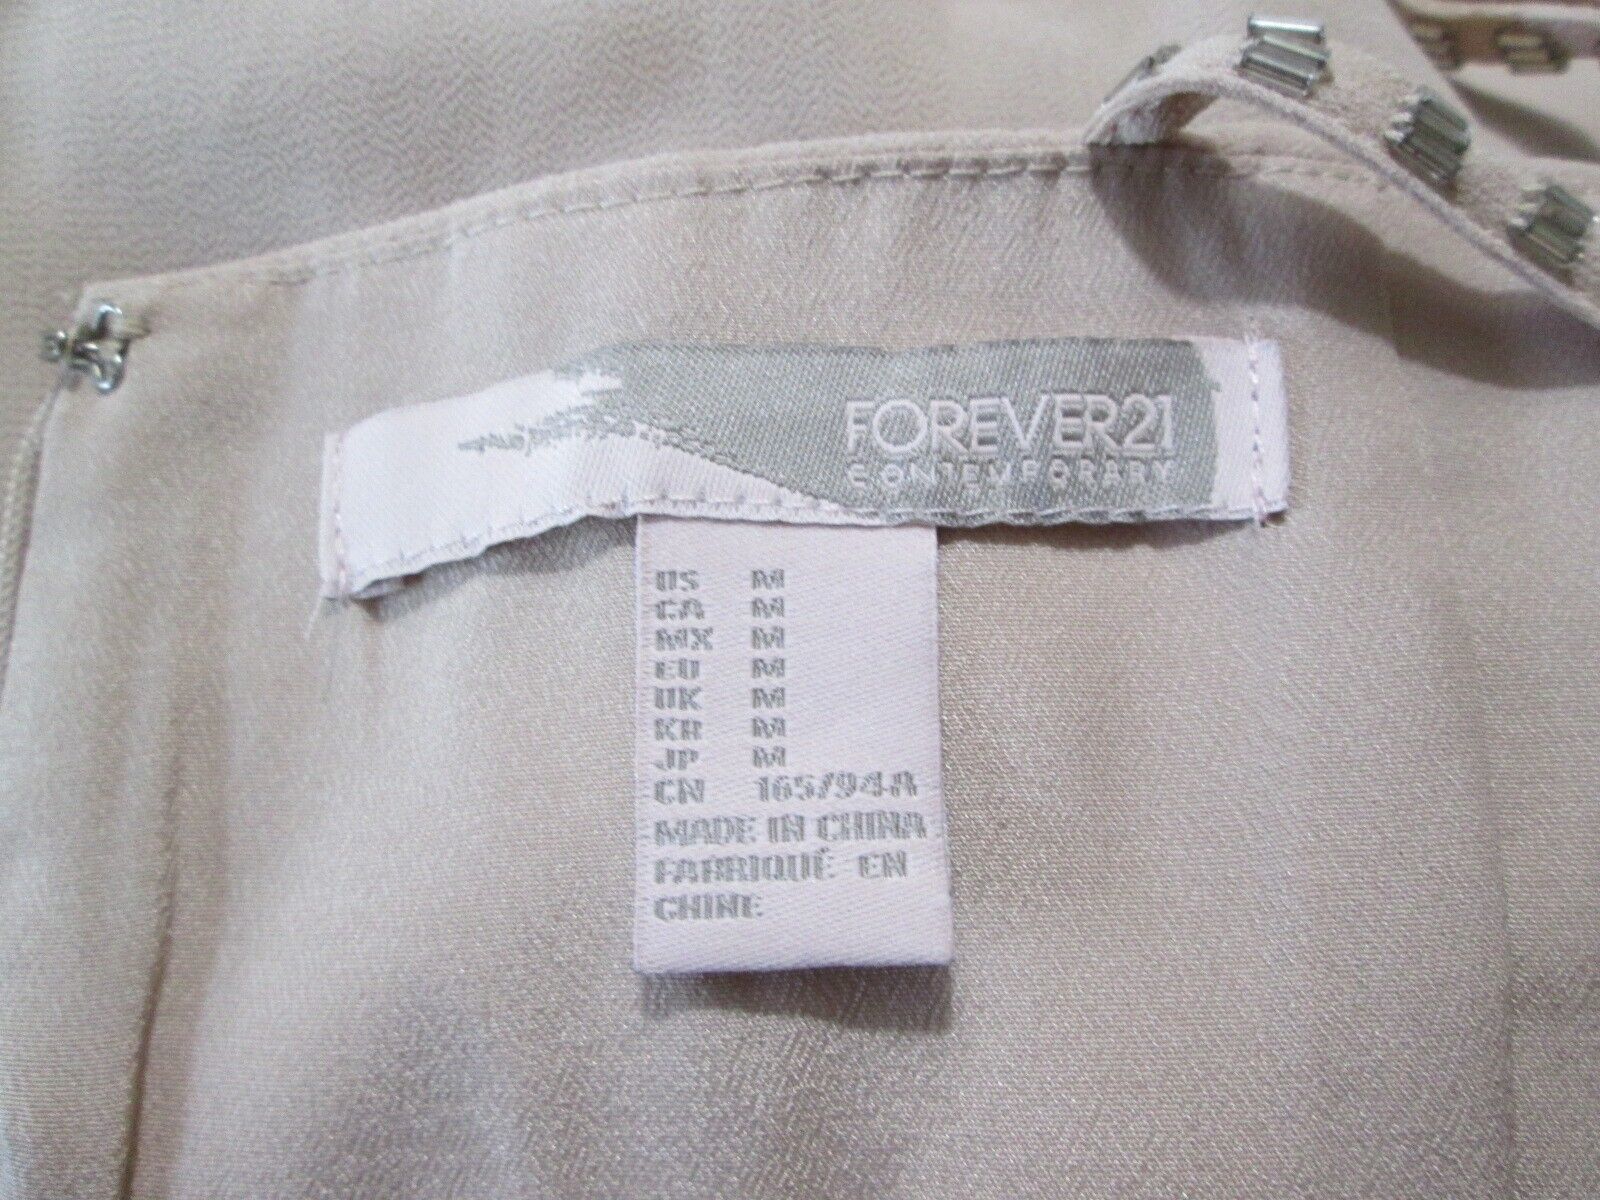 FOREVER21
CONTEMPORARY
US M
CA M
MX M
EU M
UK M
KR M
JP M
CN 165/94A
MADE IN CHINA
FABRIQUÉ EN
CHINE